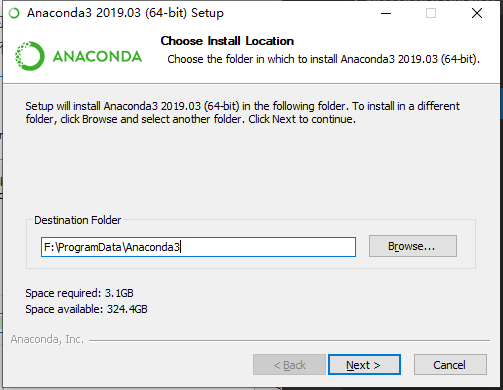 Anaconda3 2019.03 (64-bit) Setup
Choose Install Location
Choose the folder in which to install Anaconda3 2019.03 (64-bit).
ANACONDA
Setup will install Anaconda3 2019.03 (64-bit) in the following folder. To install in a different
folder, click Browse and select another folder. Click Next to continue.
Destination Folder
F:\ProgramData\Anaconda3
Browse...
Space required: 3.1GB
Space available: 324.4GB
Anaconda, Inc.
< Back
Next >
Cancel